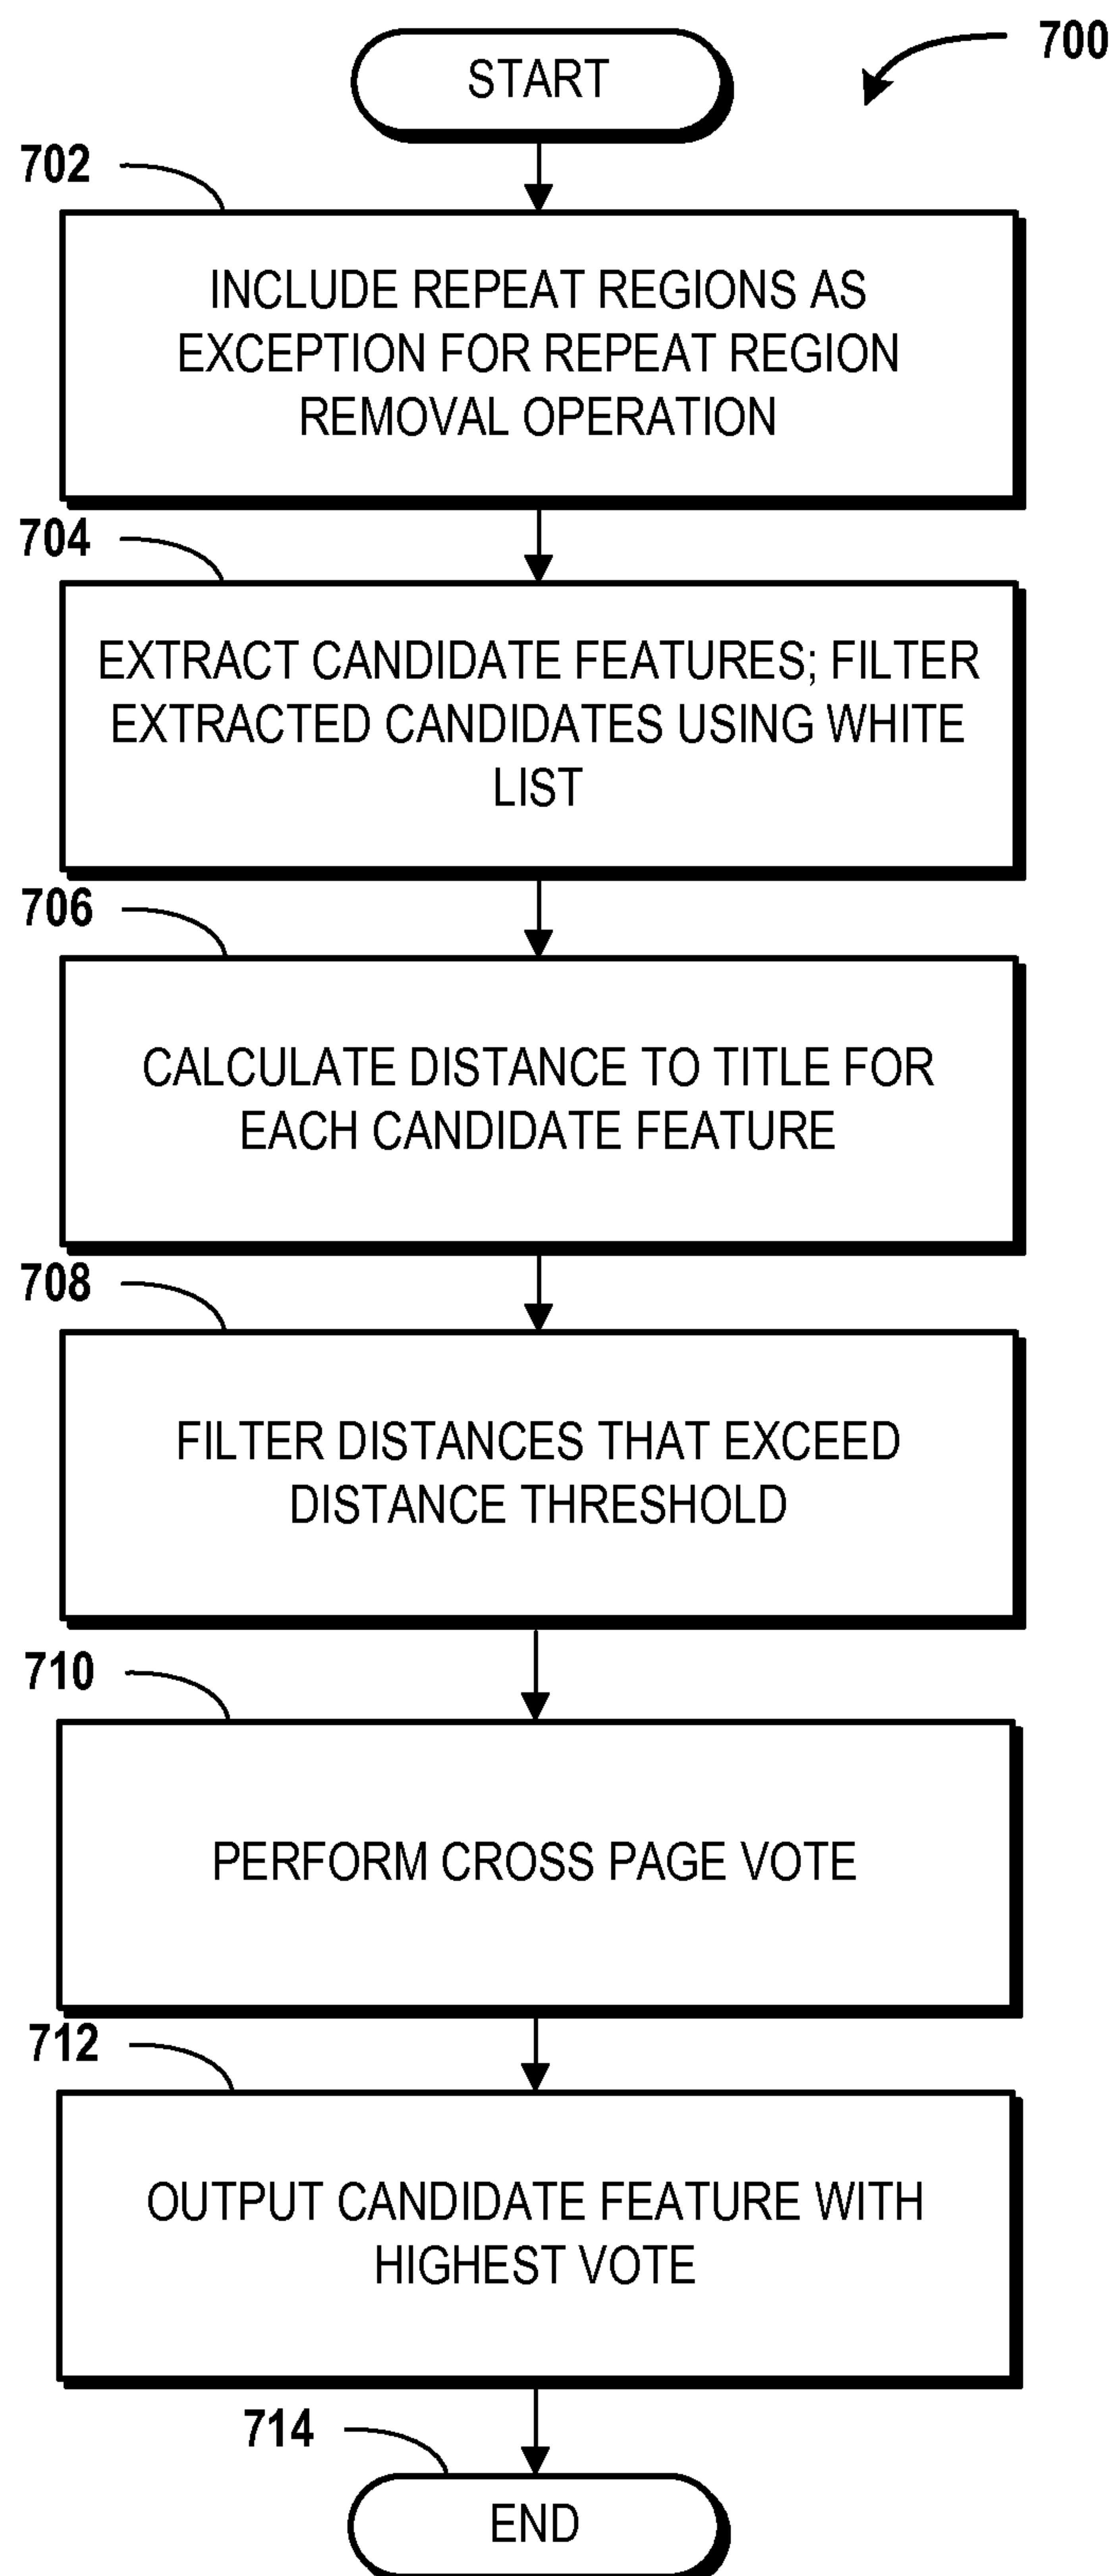 START
700
702
INCLUDE REPEAT REGIONS AS
EXCEPTION FOR REPEAT REGION
REMOVAL OPERATION
704
EXTRACT CANDIDATE FEATURES; FILTER
EXTRACTED CANDIDATES USING WHITE
LIST
706
CALCULATE DISTANCE TO TITLE FOR
EACH CANDIDATE FEATURE
708
FILTER DISTANCES THAT EXCEED
DISTANCE THRESHOLD
710
PERFORM CROSS PAGE VOTE
712
OUTPUT CANDIDATE FEATURE WITH
HIGHEST VOTE
714
END